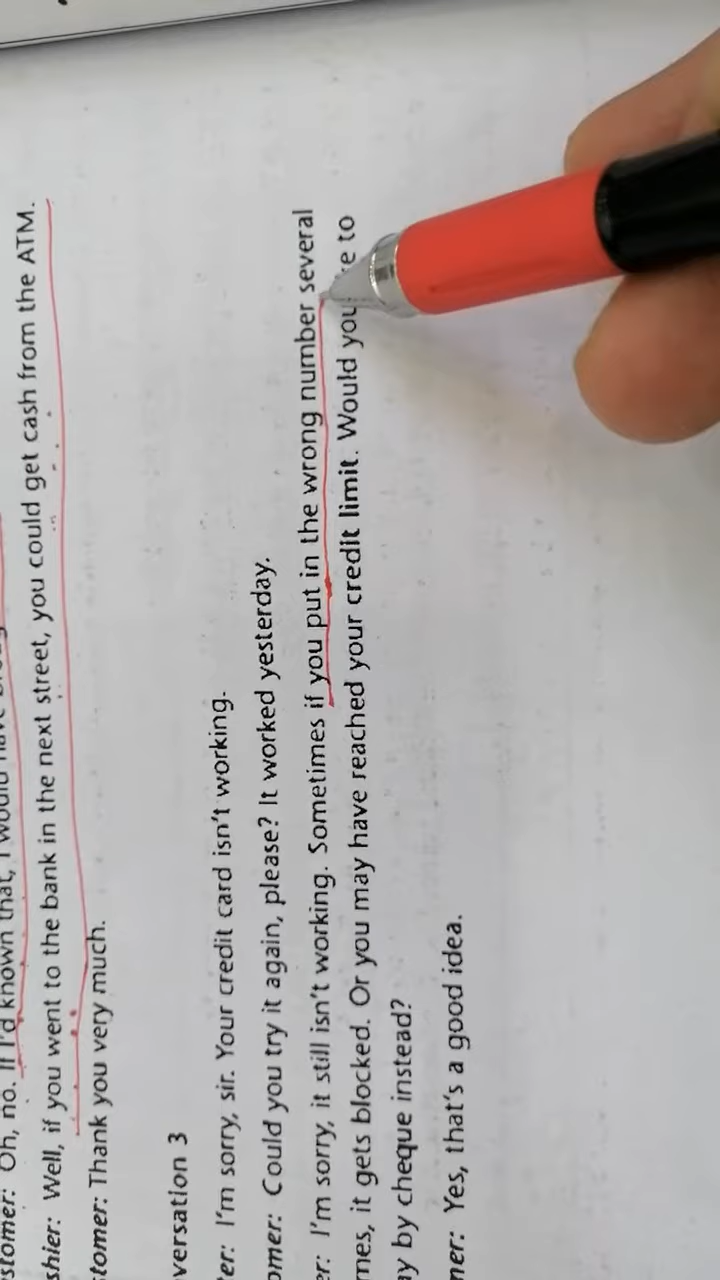 no. If I'd known that, I would have
shier: Well, if you went to the bank in the next street, you could get cash from the ATM.
tomer: Thank you very much.
versation 3
er: I'm sorry, sir. Your credit card isn't working.
omer: Could you try it again, please? It worked yesterday.
er: I'm sorry, it still isn't working. Sometimes if you put in the wrong number several
mes, it gets blocked. Or you may have reached your credit limit. Would you to
ay by cheque instead?
ner: Yes, that's a good idea.